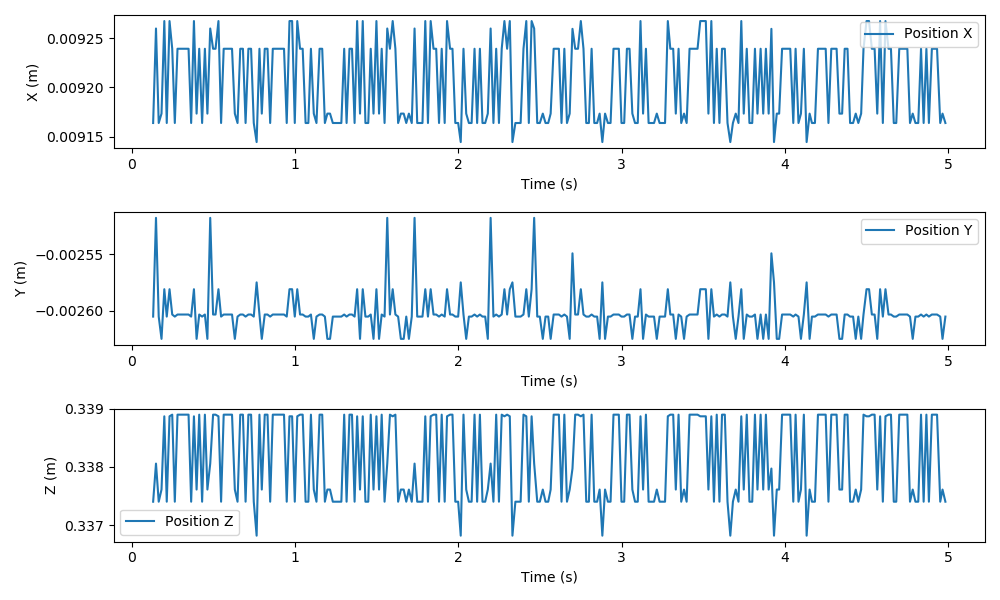 0.00925
0.00920
0.00915
X (m)
Position X
0 1 2 3 4 5
Time (s)
−0.00255
−0.00260
Y (m)
Position Y
0 1 2 3 4 5
Time (s)
0.339
0.338
0.337
Z (m)
Position Z
0 1 2 3 4 5
Time (s)